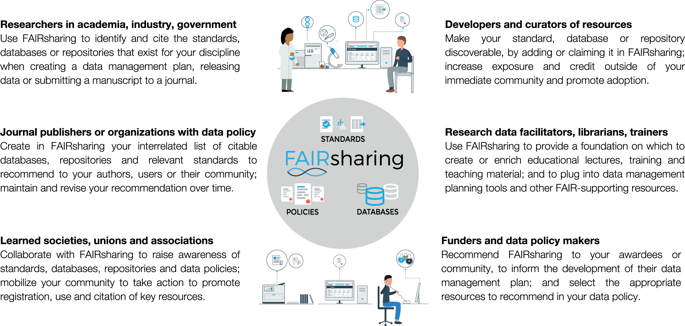 Researchers in academia, industry, government
Use FAIRsharing to identify and cite the standards,
databases or repositories that exist for your discipline
when creating a data management plan, releasing
data or submitting a manuscript to a journal.
Developers and curators of resources
Make your standard, database or repository
discoverable, by adding or claiming it in FAIRsharing;
increase exposure and credit outside of your
immediate community and promote adoption.
Journal publishers or organizations with data policy
Create in FAIRsharing your interrelated list of citable
databases, repositories and relevant standards to
recommend to your authors, users or their community;
maintain and revise your recommendation over time.
STANDARDS
FAIRsharing
POLICIES
DATABASES
Research data facilitators, librarians, trainers
Use FAIRsharing to provide a foundation on which to
create or enrich educational lectures, training and
teaching material; and to plug into data management
planning tools and other FAIR-supporting resources.
Learned societies, unions and associations
Collaborate with FAIRsharing to raise awareness of
standards, databases, repositories and data policies;
mobilize your community to take action to promote
registration, use and citation of key resources.
Funders and data policy makers
Recommend FAIRsharing to your awardees or
community, to inform the development of their data
management plan; and select the appropriate
resources to recommend in your data policy.